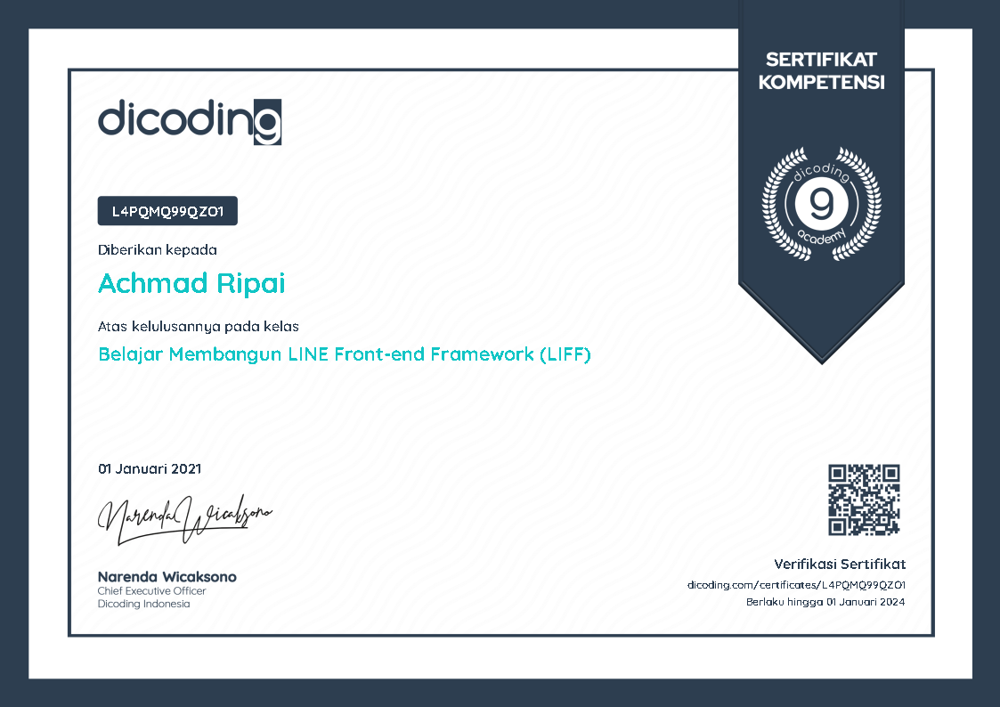 SERTIFIKAT
KOMPETENSI
dicoding
dicoding
9
academy
L4PQMQ99QZO1
Diberikan kepada
Achmad Ripai
Atas kelulusannya pada kelas
Belajar Membangun LINE Front-end Framework (LIFF)
01 Januari 2021
Narenda Wicaksono
Narenda Wicaksono
Chief Executive Officer
Dicoding Indonesia
Verifikasi Sertifikat
dicoding.com/certificates/L4PQMQ99QZO1
Berlaku hingga 01 Januari 2024